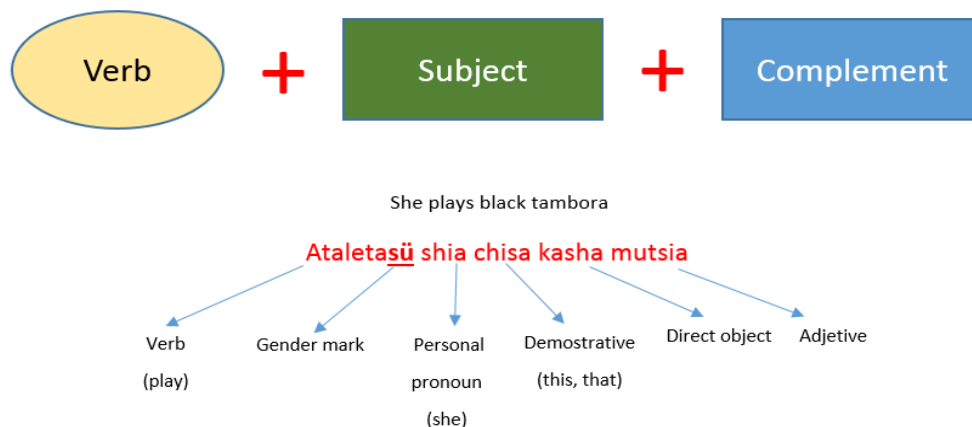 Verb + Subject + Complement
She plays black tambora
Ataletasü shia chisa kasha mutsia
Verb
(play)
Gender mark
Personal
pronoun
(she)
Demostrative
(this, that)
Direct object
Adjetive